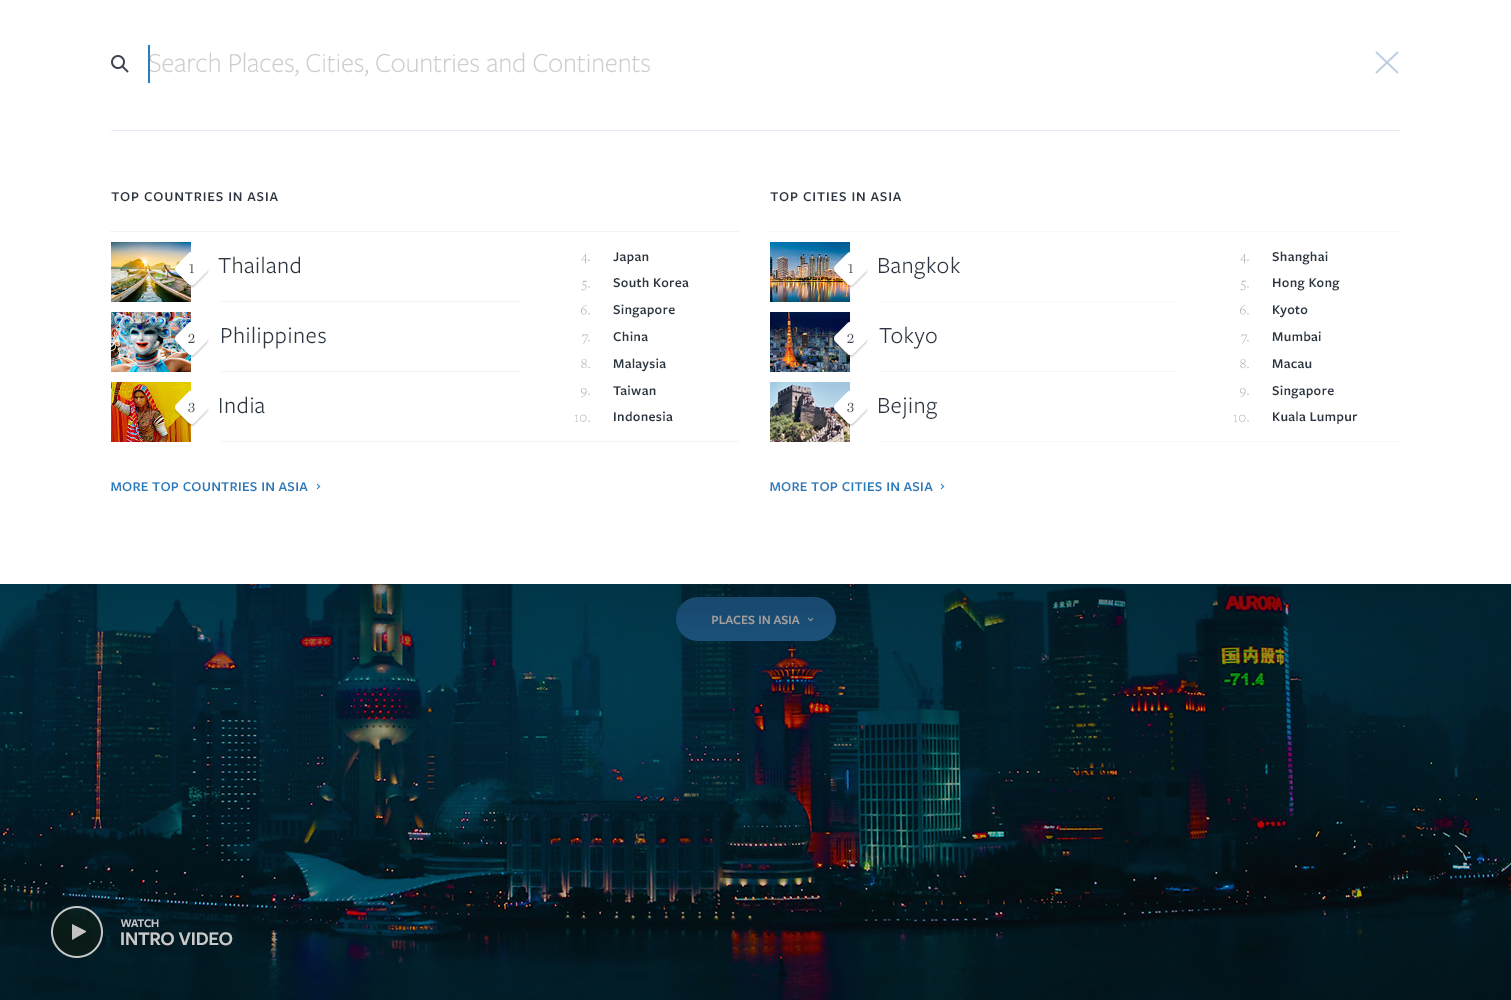 Search Places, Cities, Countries and Continents
TOP COUNTRIES IN ASIA
1
Thailand
2
Philippines
3
India
4. Japan
5. South Korea
6. Singapore
7. China
8. Malaysia
9. Taiwan
10. Indonesia
MORE TOP COUNTRIES IN ASIA
TOP CITIES IN ASIA
1
Bangkok
2
Tokyo
3
Bejing
4. Shanghai
5. Hong Kong
6. Kyoto
7. Mumbai
8. Macau
9. Singapore
10. Kuala Lumpur
MORE TOP CITIES IN ASIA
PLACES IN ASIA
AURORA
国内股市
-71.4
WATCH
INTRO VIDEO